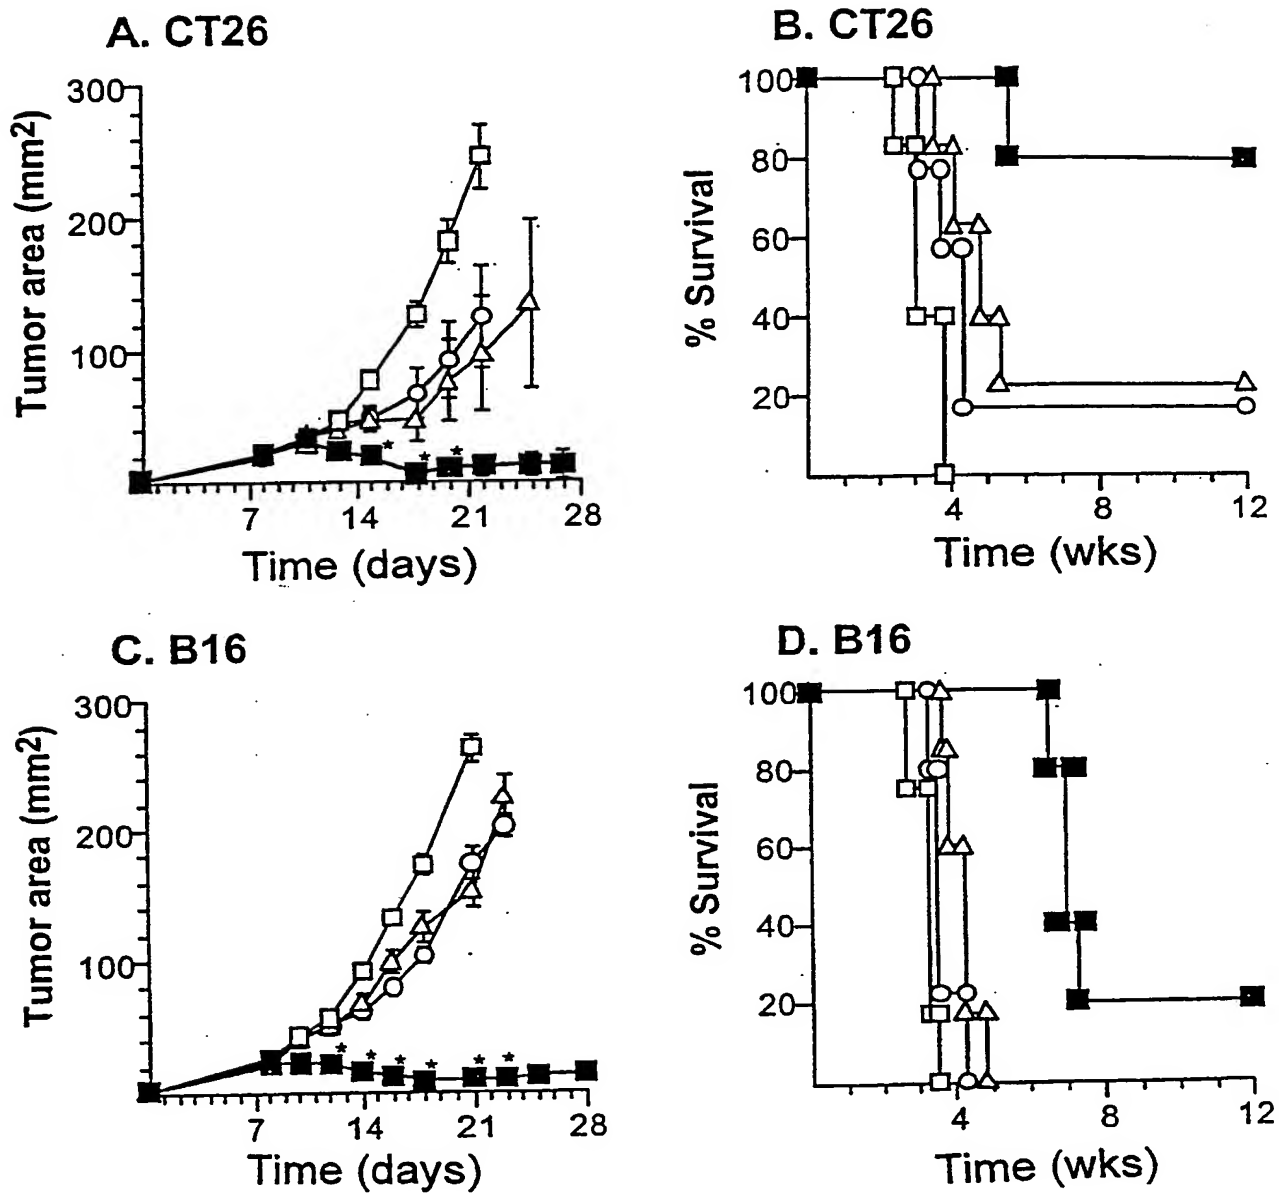 A. CT26
Tumor area (mm2)
300
200
100
* * * *
7 14 21 28
Time (days)
B. CT26
% Survival
100
80
60
40
20
4 8 12
Time (wks)
C. B16
Tumor area (mm2)
300
200
100
* * * * * *
7 14 21 28
Time (days)
D. B16
% Survival
100
80
60
40
20
4 8 12
Time (wks)